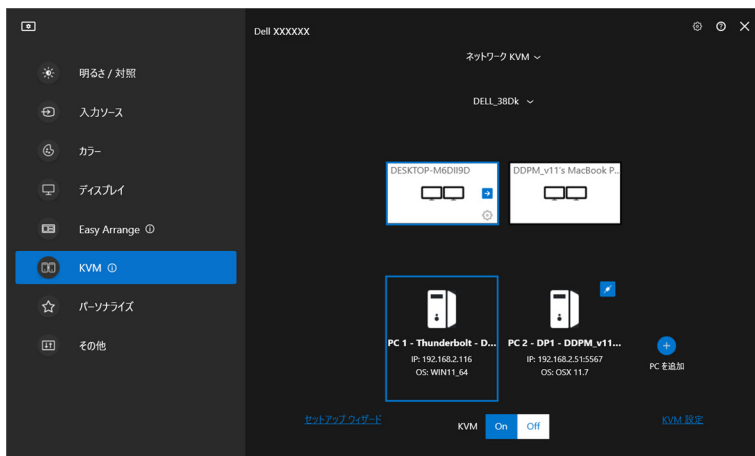 Dell XXXXXX
ネットワーク KVM
DELL_38Dk
明るさ / 対照
入力ソース
カラー
ディスプレイ
Easy Arrange
KVM
パーソナライズ
その他
DESKTOP-M6DII9D
DDPM_v11's MacBook P...
PC 1 - Thunderbolt - D...
IP: 192.168.2.116
OS: WIN11_64
PC 2 - DP1 - DDPM_v11...
IP: 192.168.2.51:5567
OS: OSX 11.7
PC を追加
セットアップ ウィザード
KVM On Off
KVM 設定